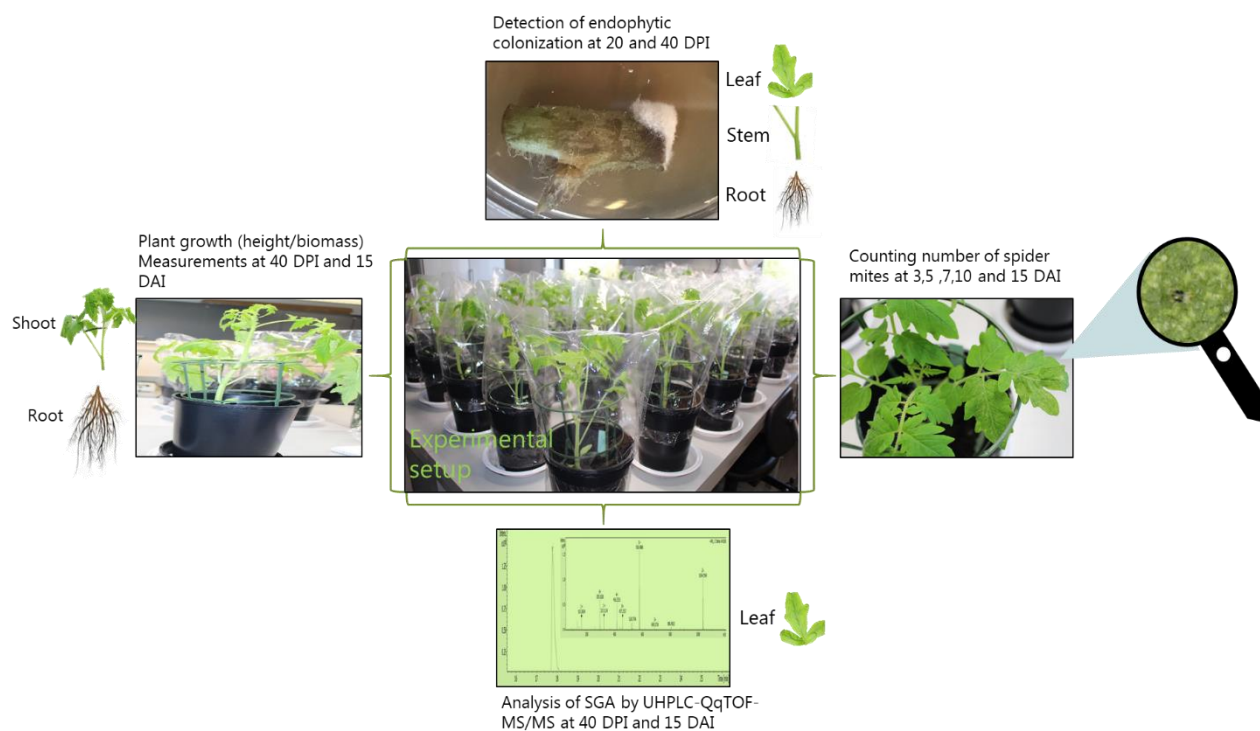 Detection of endophytic
colonization at 20 and 40 DPI
Leaf
Stem
Root
Plant growth (height/biomass)
Measurements at 40 DPI and 15
DAI
Shoot
Root
Experimental
setup
Counting number of spider
mites at 3,5 ,7,10 and 15 DAI
Leaf
Analysis of SGA by UHPLC-QqTOF-
MS/MS at 40 DPI and 15 DAI